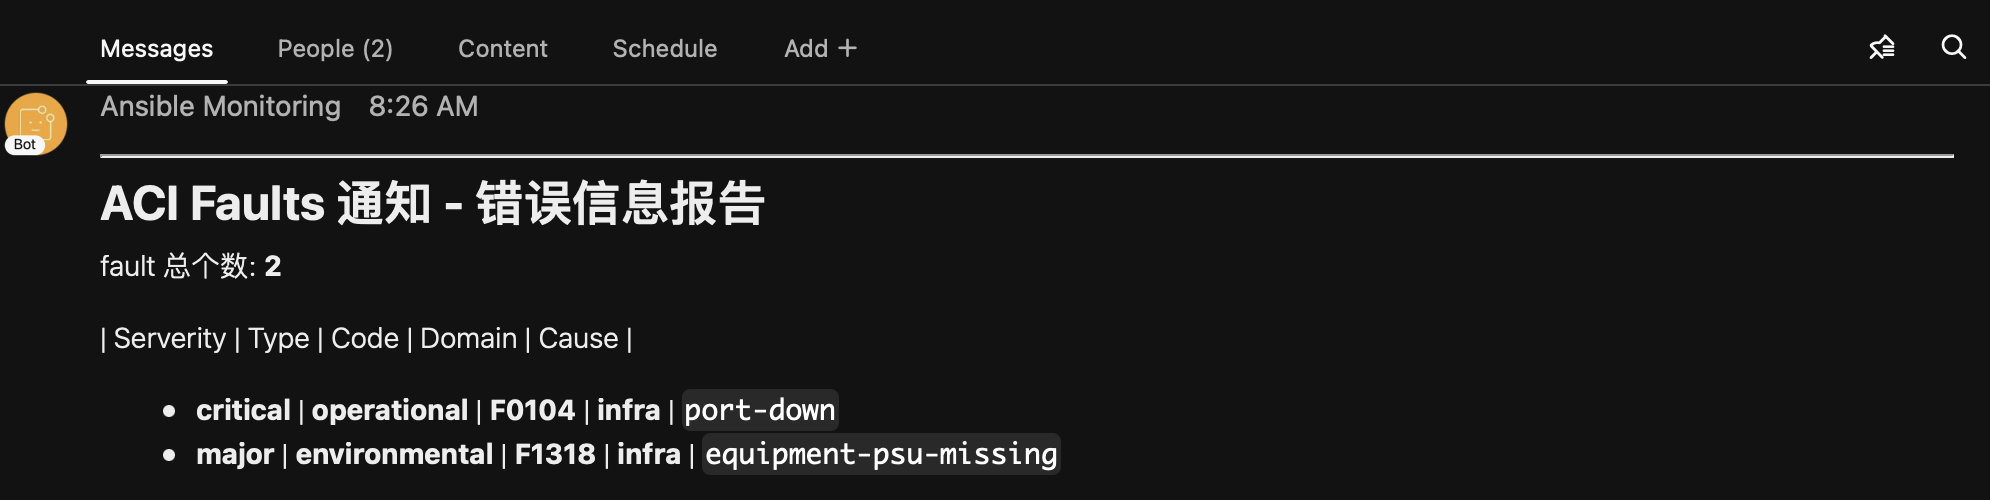 Messages People (2) Content Schedule Add +
Ansible Monitoring 8:26 AM
Bot
ACI Faults 通知 - 错误信息报告
fault 总个数: 2
| Serverity | Type | Code | Domain | Cause |
• critical | operational | F0104 | infra | port-down
• major | environmental | F1318 | infra | equipment-psu-missing